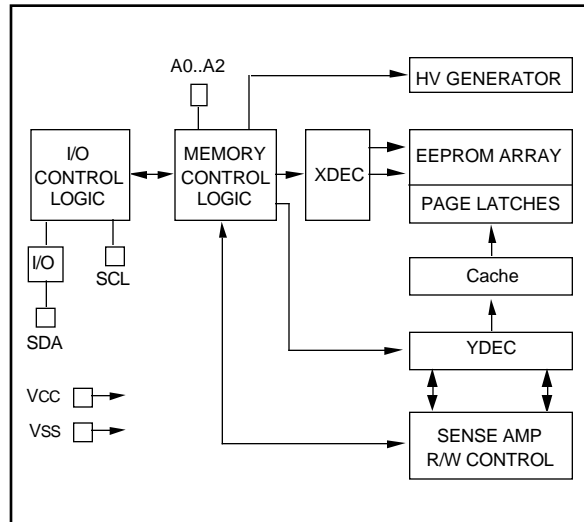 A0..A2
HV GENERATOR
I/O
CONTROL
LOGIC
MEMORY
CONTROL
LOGIC
XDEC
EEPROM ARRAY
PAGE LATCHES
I/O
SCL
SDA
Cache
YDEC
VCC
VSS
SENSE AMP
R/W CONTROL